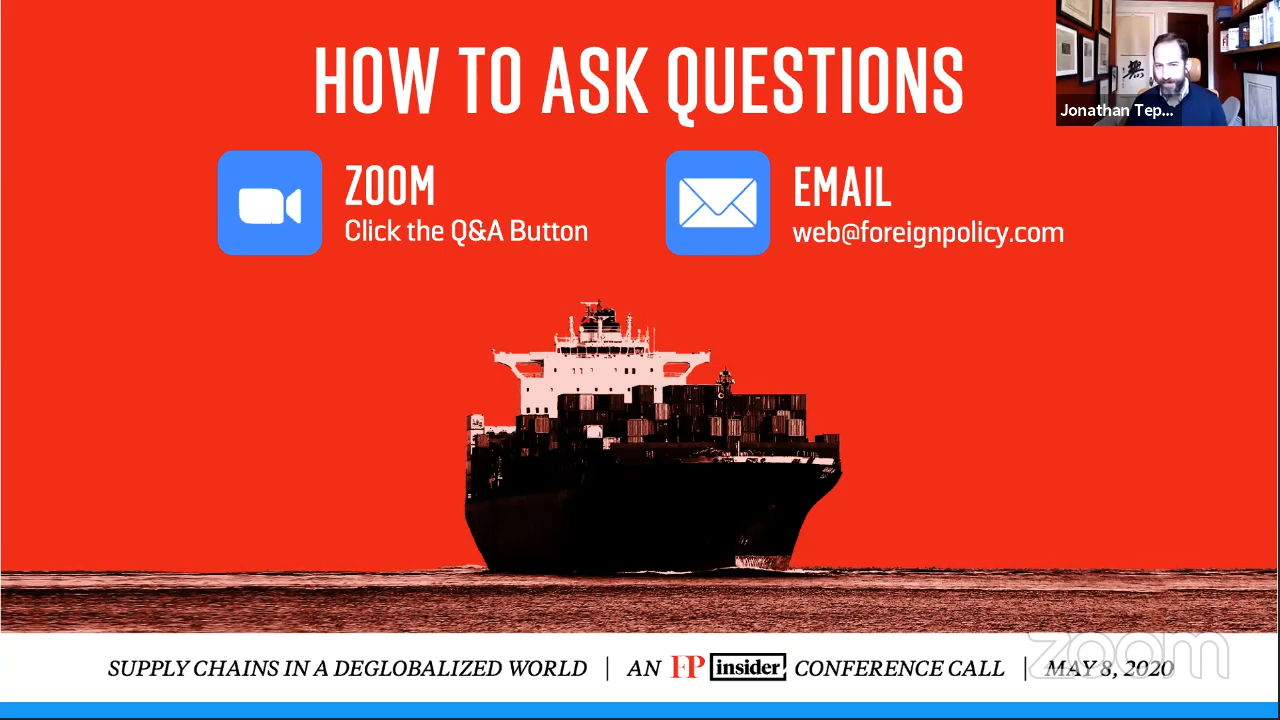 HOW TO ASK QUESTIONS
Jonathan Tep...
ZOOM
Click the Q&A Button
EMAIL
web@foreignpolicy.com
SUPPLY CHAINS IN A DEGLOBALIZED WORLD | AN FP insider CONFERENCE CALL | MAY 8, 2020
zoom